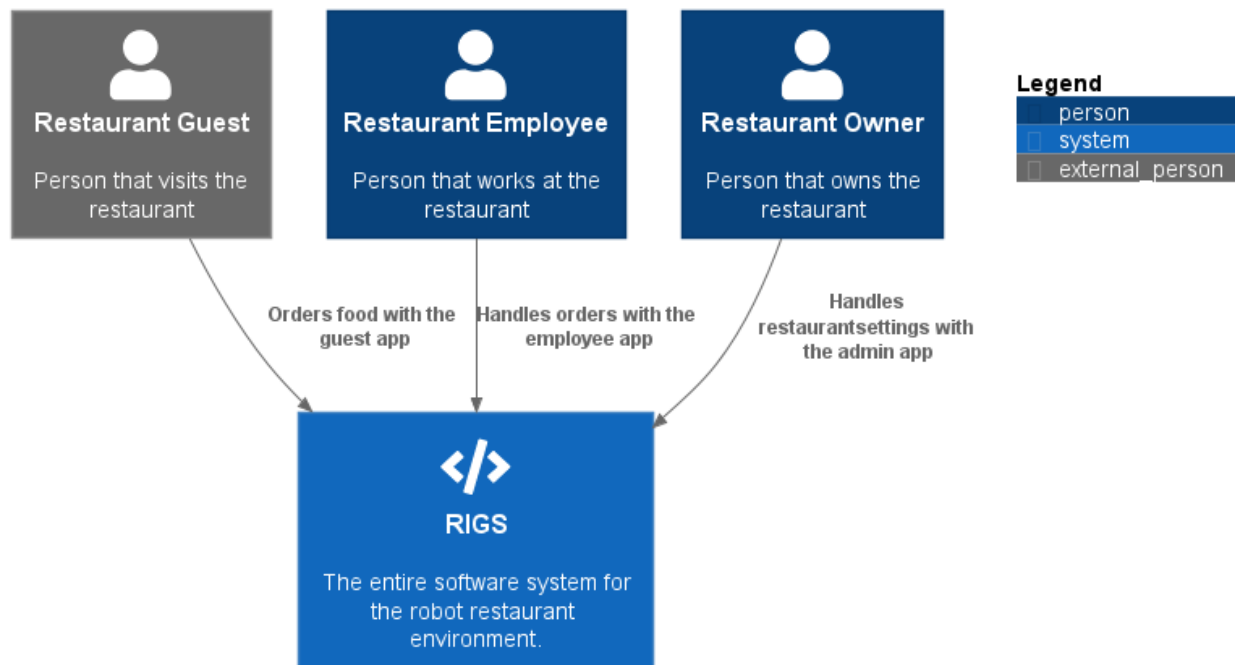 Restaurant Guest
Person that visits the
restaurant
Restaurant Employee
Person that works at the
restaurant
Restaurant Owner
Person that owns the
restaurant
Legend
person
system
external_person
Orders food with the
guest app
Handles orders with the
employee app
Handles
restaurantsettings with
the admin app
</>
RIGS
The entire software system for
the robot restaurant
environment.